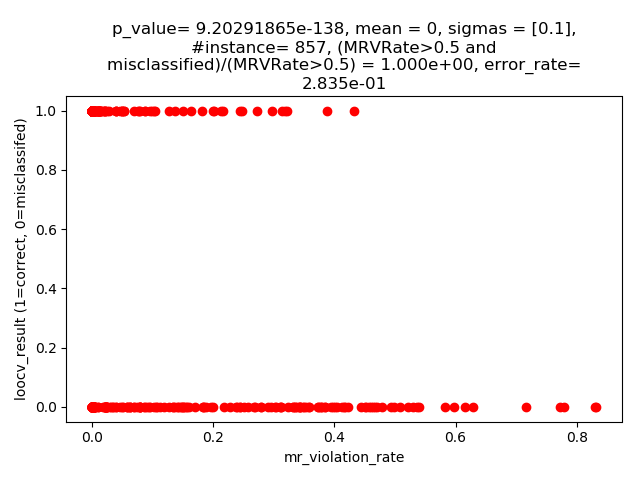 p_value= 9.20291865e-138, mean = 0, sigmas = [0.1],
#instance= 857, (MRVRate>0.5 and
misclassified)/(MRVRate>0.5) = 1.000e+00, error_rate=
2.835e-01
1.0
0.8
0.6
0.4
0.2
0.0
loocv_result (1=correct, 0=misclassifed)
0.0 0.2 0.4 0.6 0.8
mr_violation_rate